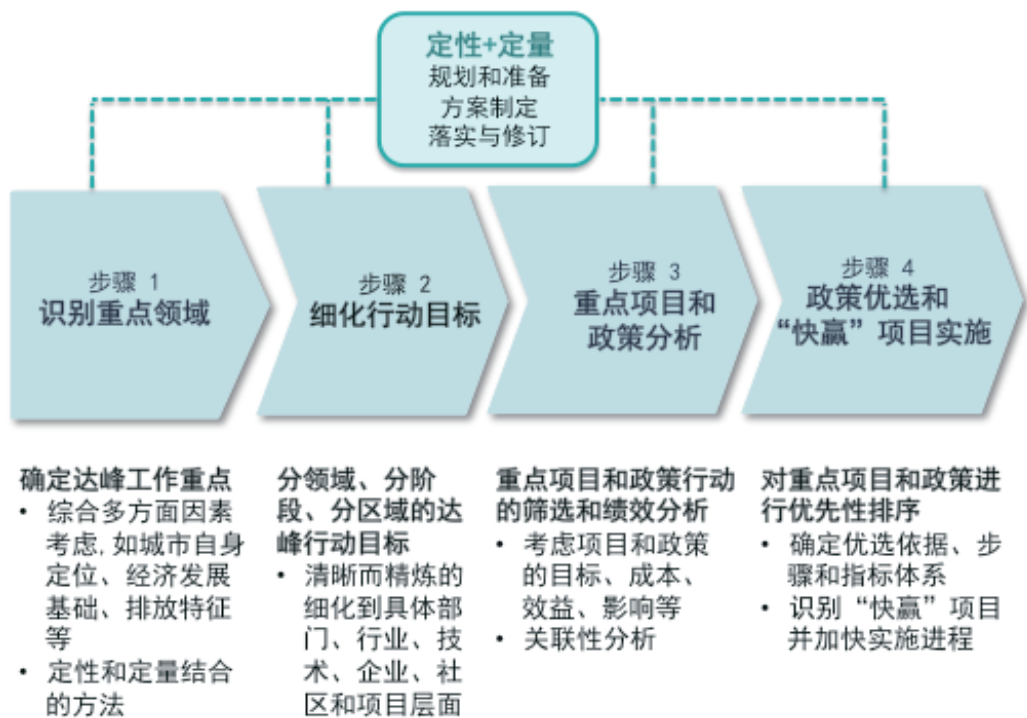 定性+定量
规划和准备
方案制定
落实与修订
步骤 1
识别重点领域
步骤 2
细化行动目标
步骤 3
重点项目和
政策分析
步骤 4
政策优选和
“快赢”项目实施
确定达峰工作重点
• 综合多方面因素
考虑,如城市自身
定位、经济发展
基础、排放特征
等
• 定性和定量结合
的方法
分领域、分阶
段、分区域的达
峰行动目标
• 清晰而精炼的
细化到具体部
门、行业、技
术、企业、社
区和项目层面
重点项目和政策行动
的筛选和绩效分析
• 考虑项目和政策
的目标、成本、
效益、影响等
• 关联性分析
对重点项目和政策进
行优先性排序
• 确定优选依据、步
骤和指标体系
• 识别“快赢”项目
并加快实施进程